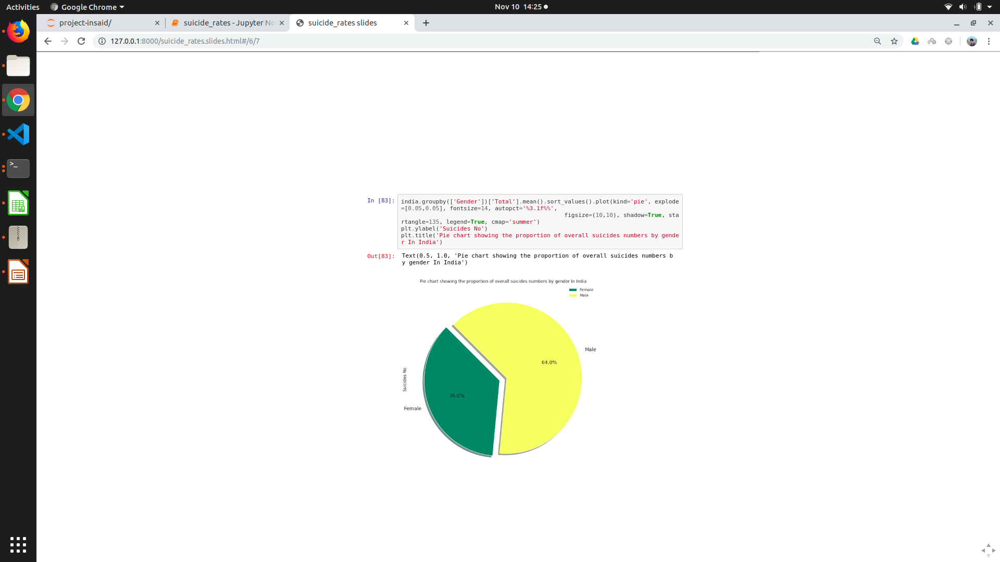 Activities
Google Chrome
Nov 10 14:25
project-insaid/
suicide_rates - Jupyter No
suicide_rates slides
127.0.0.1:8000/suicide_rates.slides.html#/6/7
>_
In [83]:
india.groupby(['Gender'])['Total'].mean().sort_values().plot(kind='pie', explode
=[0.05,0.05], fontsize=14, autopct='%3.1f%%',
figsize=(10,10), shadow=True, sta
rtangle=135, legend=True, cmap='summer')
plt.ylabel('Suicides No')
plt.title('Pie chart showing the proportion of overall suicides numbers by gende
r In India')
Out[83]:
Text(0.5, 1.0, 'Pie chart showing the proportion of overall suicides numbers b
y gender In India')
Pie chart showing the proportion of overall suicides numbers by gender In India
Female
Male
Male
64.0%
Suicides No
36.0%
Female